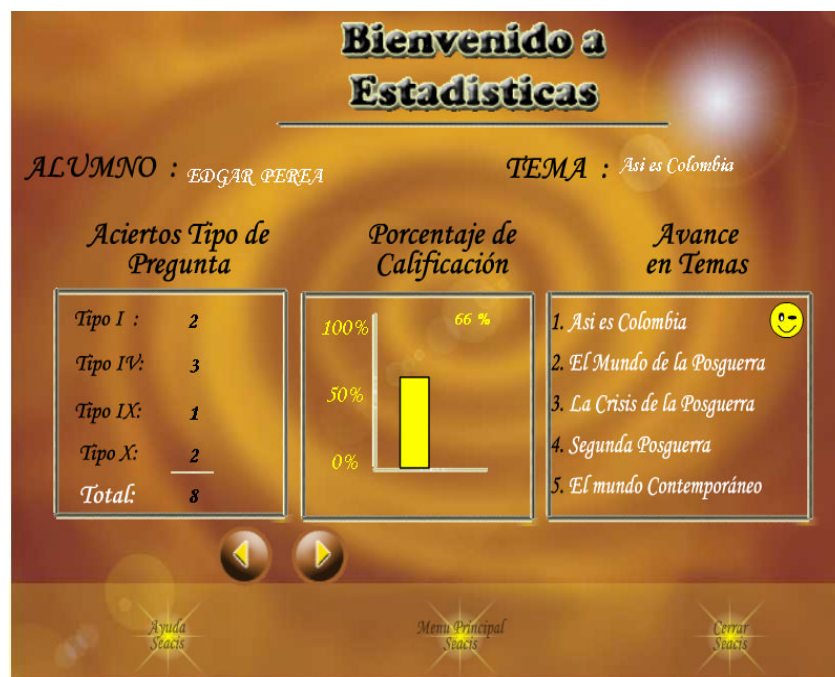 Bienvenido a
Estadisticas
ALUMNO : EDGAR PEREA
TEMA : Asi es Colombia
Aciertos Tipo de
Pregunta
Tipo I : 2
Tipo IV: 3
Tipo IX: 1
Tipo X: 2
Total: 8
Porcentaje de
Calificación
66 %
100%
50%
0%
Avance
en Temas
1. Asi es Colombia
2. El Mundo de la Posguerra
3. La Crisis de la Posguerra
4. Segunda Posguerra
5. El mundo Contemporáneo
Ayuda
Seacis
Menu Principal
Seacis
Cerrar
Seacis